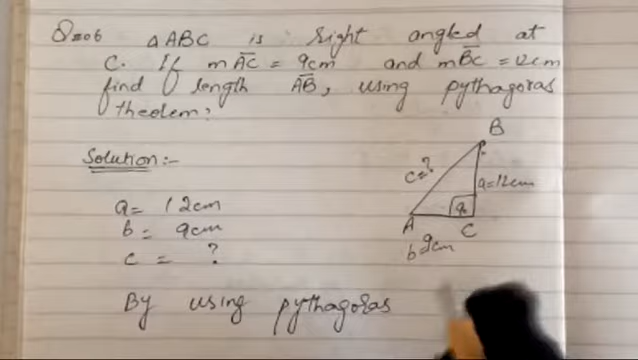 Q=06 △ABC is right angled at
C. If mAC = 9cm and mBC = 12cm
find length AB, using pythagoras
theorem?
Solution:-
a = 12cm
b = 9cm
c = ?
By using pythagoras
B
c=?
a=12cm
A
C
b=9cm